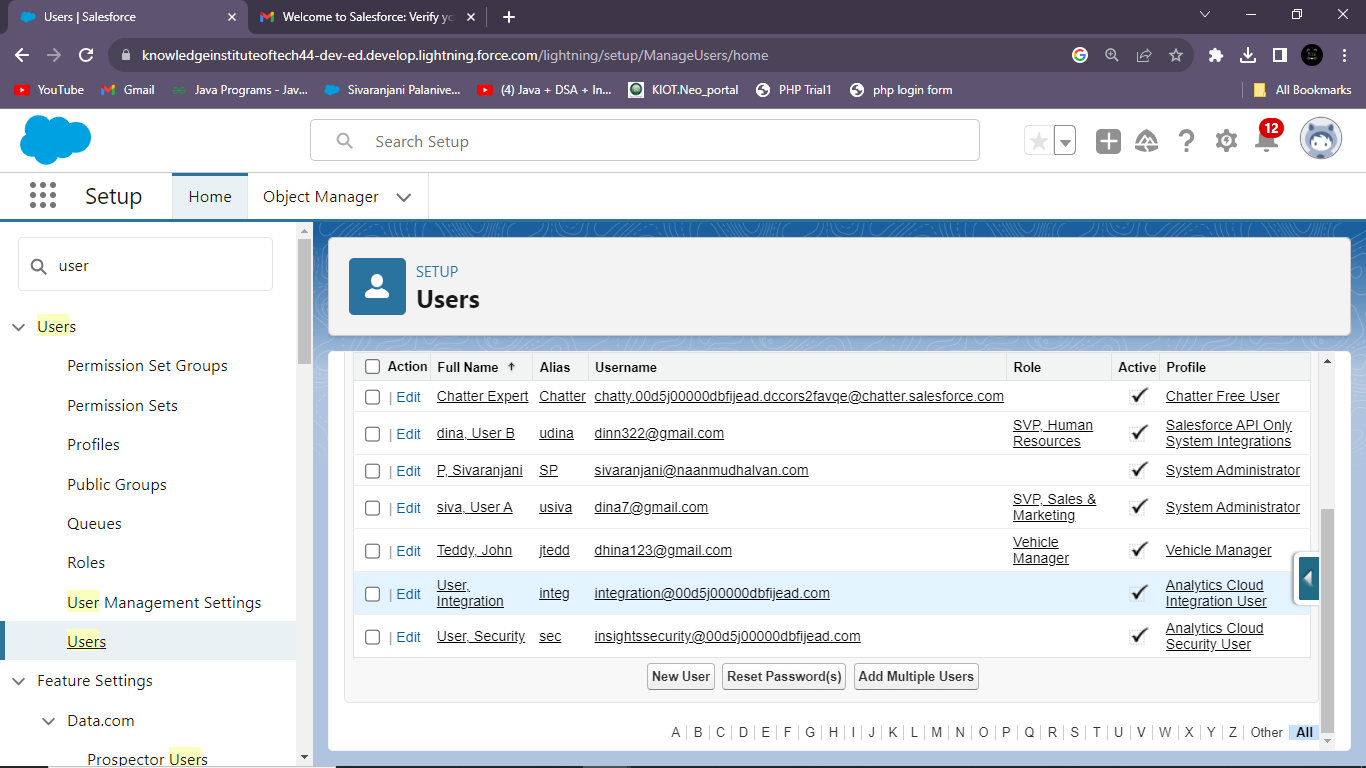 Users | Salesforce
Welcome to Salesforce: Verify yo
knowledgeinstituteoftech44-dev-ed.develop.lightning.force.com/lightning/setup/ManageUsers/home
YouTube
Gmail
Java Programs - Jav...
Sivaranjani Palanive...
(4) Java + DSA + In...
KIOT.Neo_portal
PHP Trial1
php login form
All Bookmarks
Search Setup
12
Setup
Home
Object Manager
user
Users
Permission Set Groups
Permission Sets
Profiles
Public Groups
Queues
Roles
User Management Settings
Users
Feature Settings
Data.com
Prospector Users
SETUP
Users
Action Full Name Alias Username Role Active Profile
| Edit Chatter Expert Chatter chatty.00d5j00000dbfijead.dccors2favqe@chatter.salesforce.com Chatter Free User
| Edit dina, User B udina dinn322@gmail.com SVP, Human Salesforce API Only
Resources System Integrations
| Edit P, Sivaranjani SP sivaranjani@naanmudhalvan.com System Administrator
| Edit siva, User A usiva dina7@gmail.com SVP, Sales & System Administrator
Marketing
| Edit Teddy, John jtedd dhina123@gmail.com Vehicle Vehicle Manager
Manager
| Edit User, integ integration@00d5j00000dbfijead.com Analytics Cloud
Integration Integration User
| Edit User, Security sec insightssecurity@00d5j00000dbfijead.com Analytics Cloud
Security User
New User
Reset Password(s)
Add Multiple Users
A | B | C | D | E | F | G | H | I | J | K | L | M | N | O | P | Q | R | S | T | U | V | W | X | Y | Z | Other All